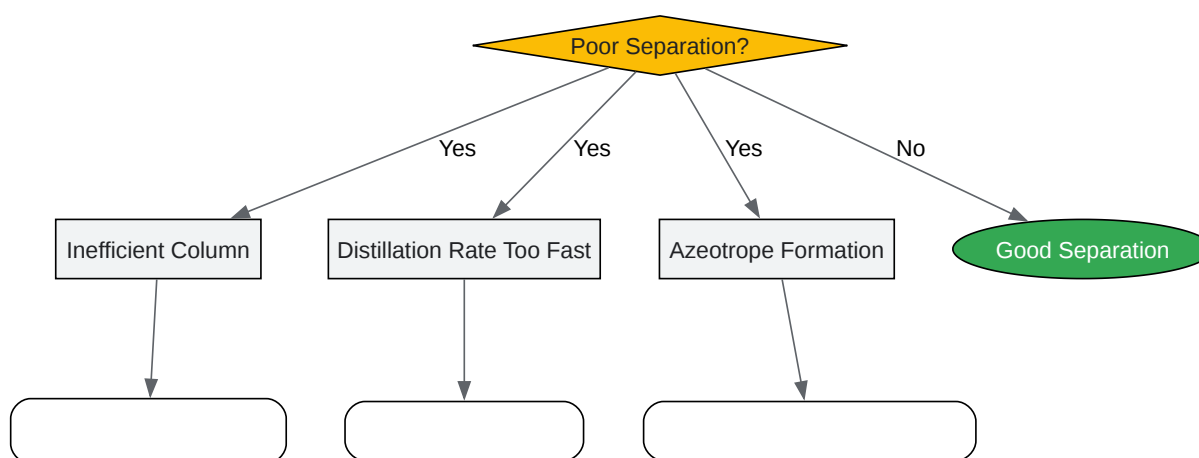 Poor Separation?
Yes
Yes
Yes
No
Inefficient Column
Distillation Rate Too Fast
Azeotrope Formation
Good Separation